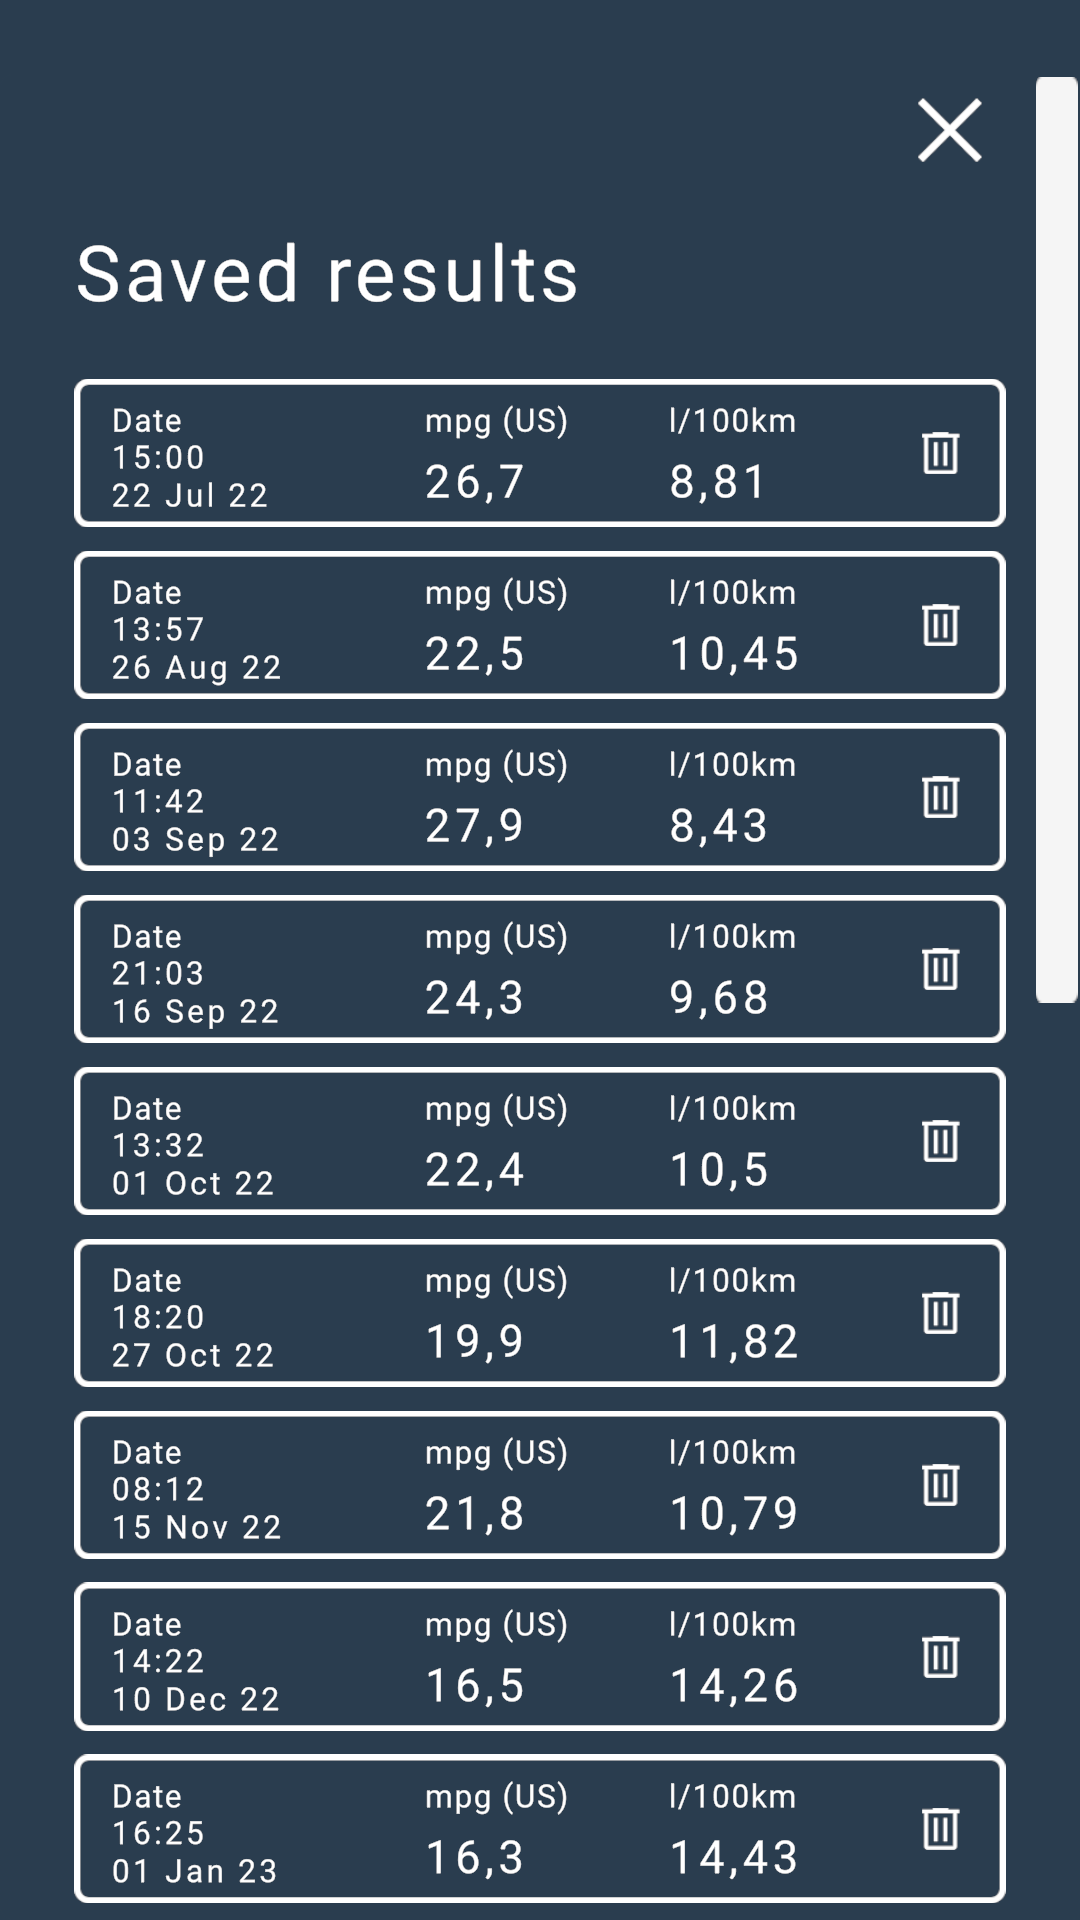 Saved results
Date mpg (US) l/100km
15:00
26,7 8,81
22 Jul 22
Date mpg (US) l/100km
13:57
22,5 10,45
26 Aug 22
Date mpg (US) l/100km
11:42
27,9 8,43
03 Sep 22
Date mpg (US) l/100km
21:03
24,3 9,68
16 Sep 22
Date mpg (US) l/100km
13:32
22,4 10,5
01 Oct 22
Date mpg (US) l/100km
18:20
19,9 11,82
27 Oct 22
Date mpg (US) l/100km
08:12
21,8 10,79
15 Nov 22
Date mpg (US) l/100km
14:22
16,5 14,26
10 Dec 22
Date mpg (US) l/100km
16:25
16,3 14,43
01 Jan 23